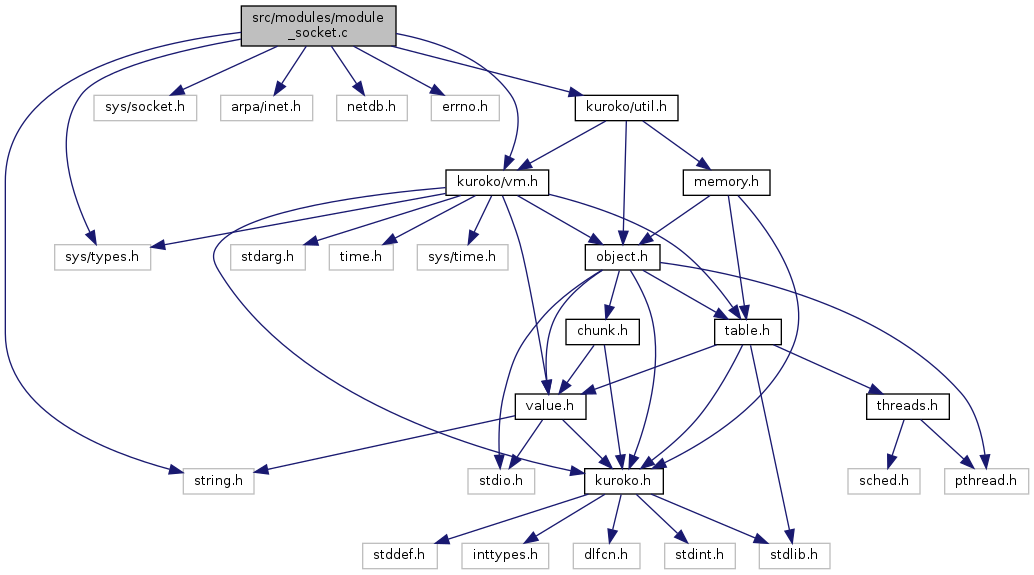 src/modules/module
_socket.c
sys/socket.h
arpa/inet.h
netdb.h
errno.h
kuroko/util.h
kuroko/vm.h
memory.h
sys/types.h
stdarg.h
time.h
sys/time.h
object.h
chunk.h
table.h
value.h
threads.h
string.h
stdio.h
kuroko.h
sched.h
pthread.h
stddef.h
inttypes.h
dlfcn.h
stdint.h
stdlib.h